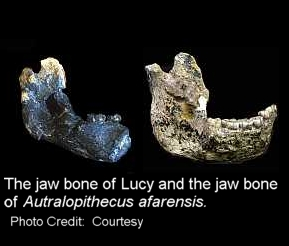 The jaw bone of Lucy and the jaw bone
of Autralopithecus afarensis.
Photo Credit:  Courtesy